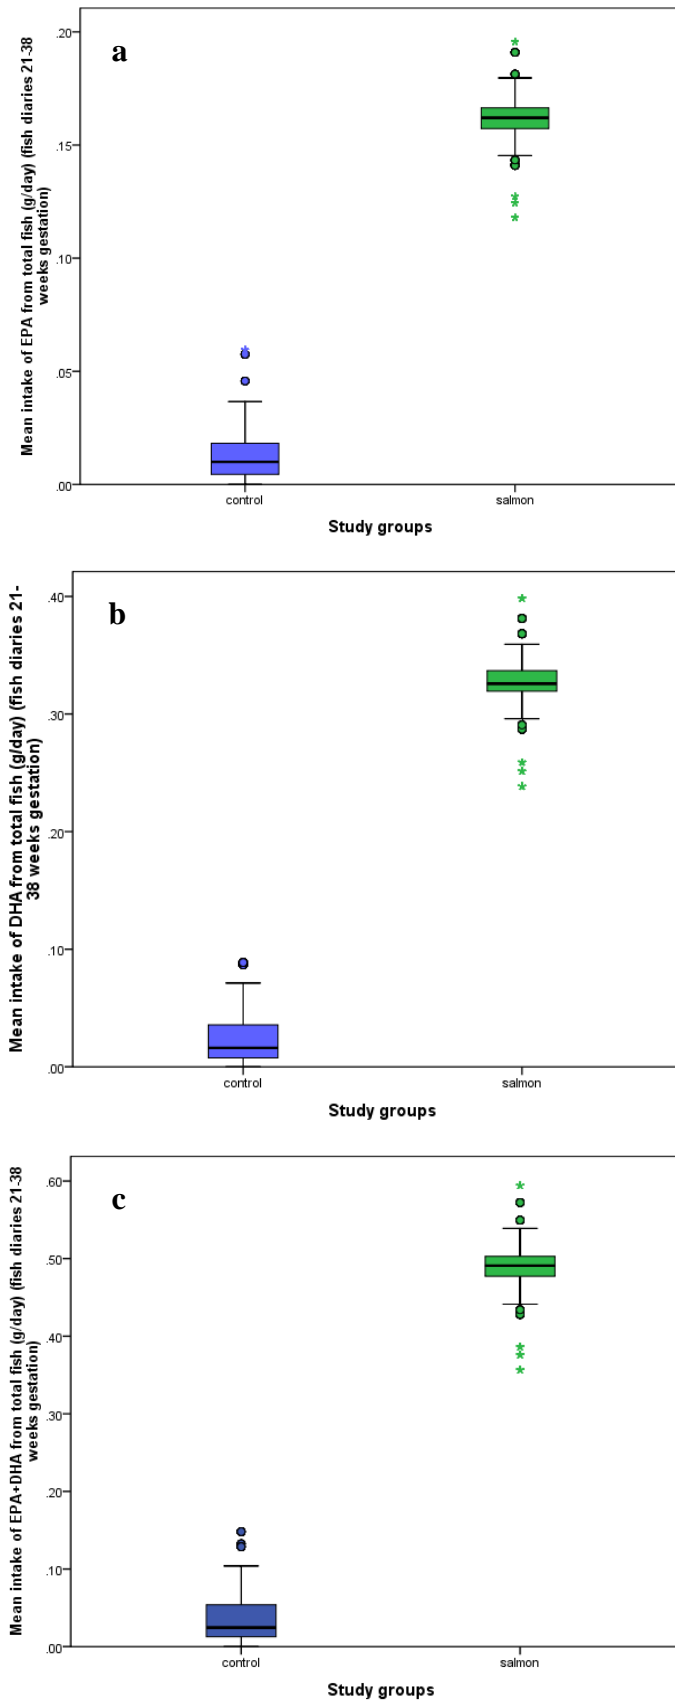 a
Mean intake of EPA from total fish (g/day) (fish diaries 21-38
weeks gestation)
.20
.15
.10
.05
.00
control
salmon
Study groups
b
Mean intake of DHA from total fish (g/day) (fish diaries 21-
38 weeks gestation)
.40
.30
.20
.10
.00
control
salmon
Study groups
c
Mean intake of EPA+DHA from total fish (g/day) (fish diaries 21-38
weeks gestation)
.60
.50
.40
.30
.20
.10
.00
control
salmon
Study groups